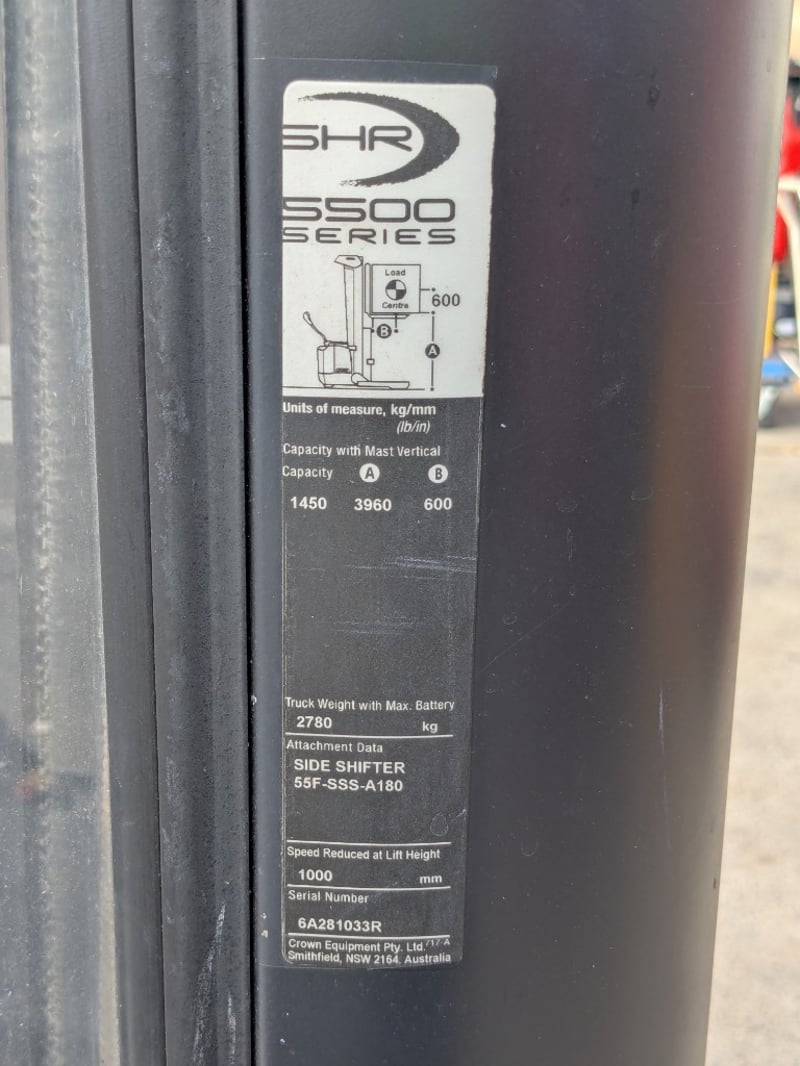 SHR
5500
SERIES
Load
Centre
600
B
A
Units of measure, kg/mm
(lb/in)
Capacity with Mast Vertical
Capacity A B
1450 3960 600
Truck Weight with Max. Battery
2780 kg
Attachment Data
SIDE SHIFTER
55F-SSS-A180
Speed Reduced at Lift Height
1000 mm
Serial Number
6A281033R
Crown Equipment Pty. Ltd.
Smithfield, NSW 2164. Australia